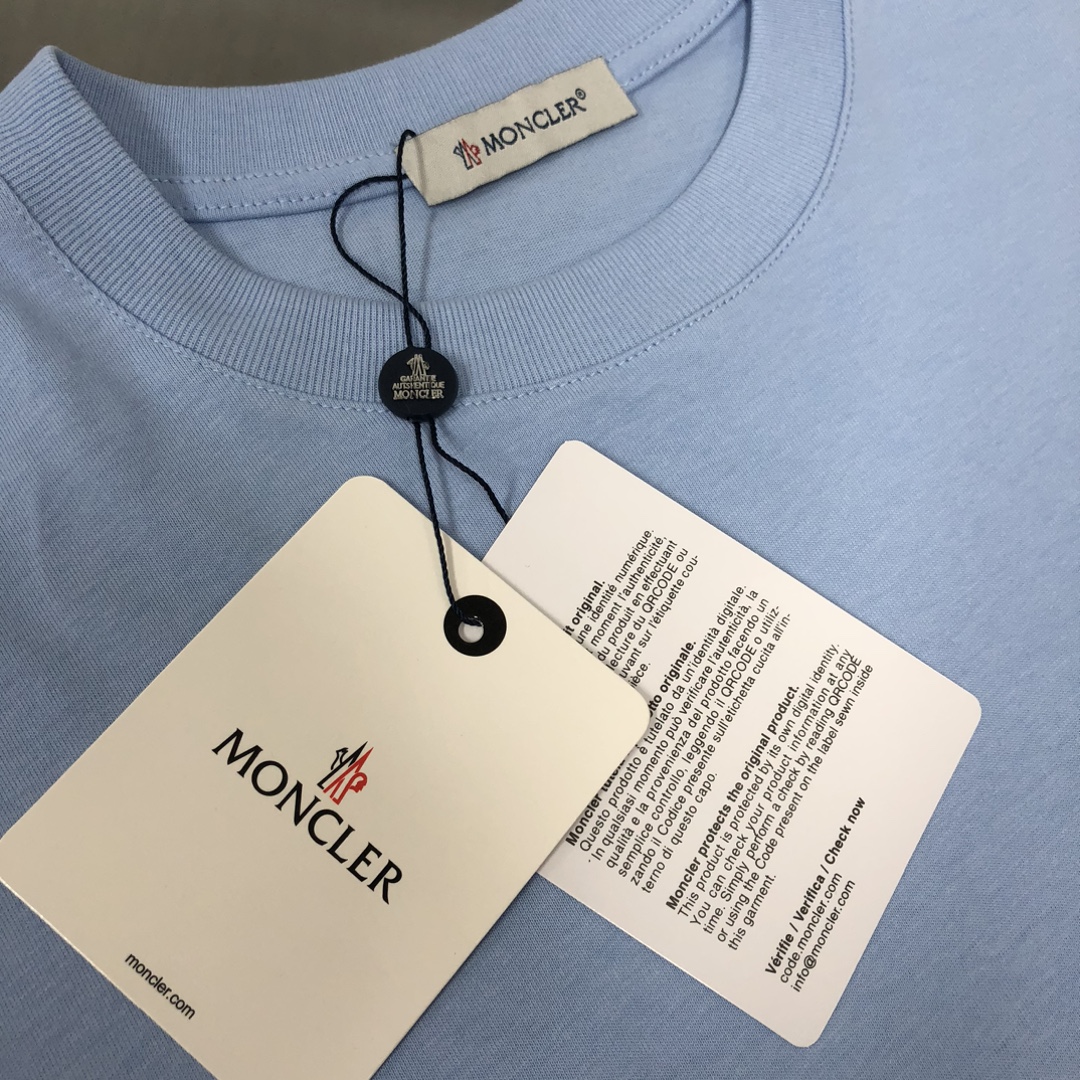 MONCLER®
GARANTIE
AUTHENTIQUE
MONCLER
MONCLER
moncler.com
it original.
une identité numérique.
moment l'authenticité,
du produit en effectuant
lecture du QRCODE ou
uvant sur l'étiquette cou-
ièce.
originale.
Questo prodotto è tutelato da un'identità digitale.
In qualsiasi momento può verificare l'autenticità, la
qualità e la provenienza del prodotto facendo un
semplice controllo, leggendo il QRCODE o utiliz-
zando il Codice presente sull'etichetta cucita all'in-
terno di questo capo.
Moncler protects the original product.
This product is protected by its own digital identity.
You can check your product information at any
time. Simply perform a check by reading QRCODE
or using the Code present on the label sewn inside
this garment.
Vérifie / Verifica / Check now
code.moncler.com
info@moncler.com